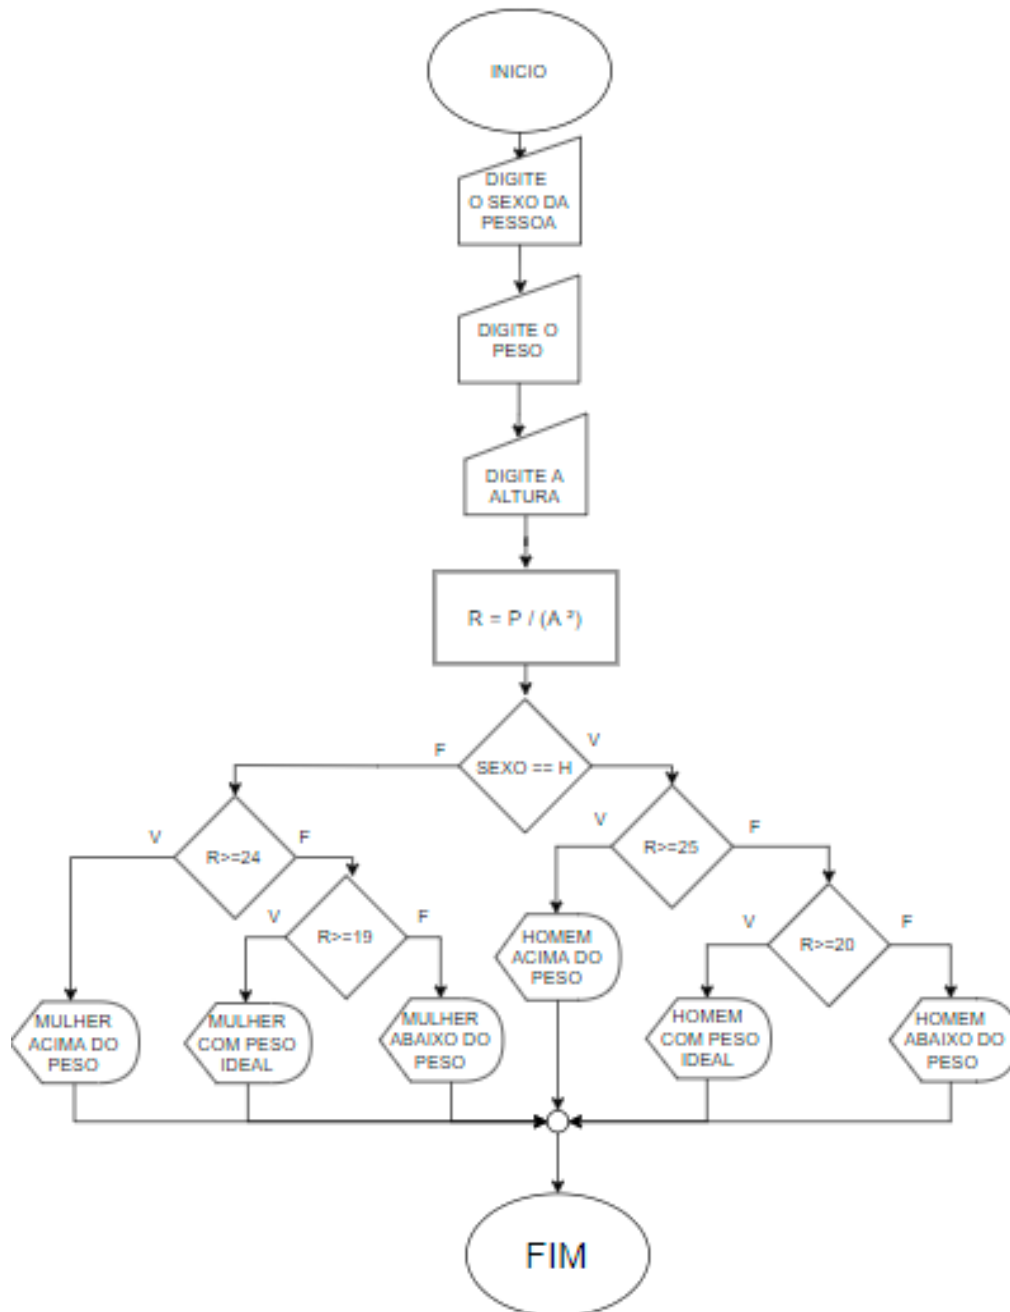 INICIO
DIGITE
O SEXO DA
PESSOA
DIGITE O
PESO
DIGITE A
ALTURA
R = P / (A ²)
F
V
SEXO == H
V
F
R>=24
V
F
R>=25
V
F
R>=19
V
F
R>=20
HOMEM
ACIMA DO
PESO
MULHER
ACIMA DO
PESO
MULHER
COM PESO
IDEAL
MULHER
ABAIXO DO
PESO
HOMEM
COM PESO
IDEAL
HOMEM
ABAIXO DO
PESO
FIM